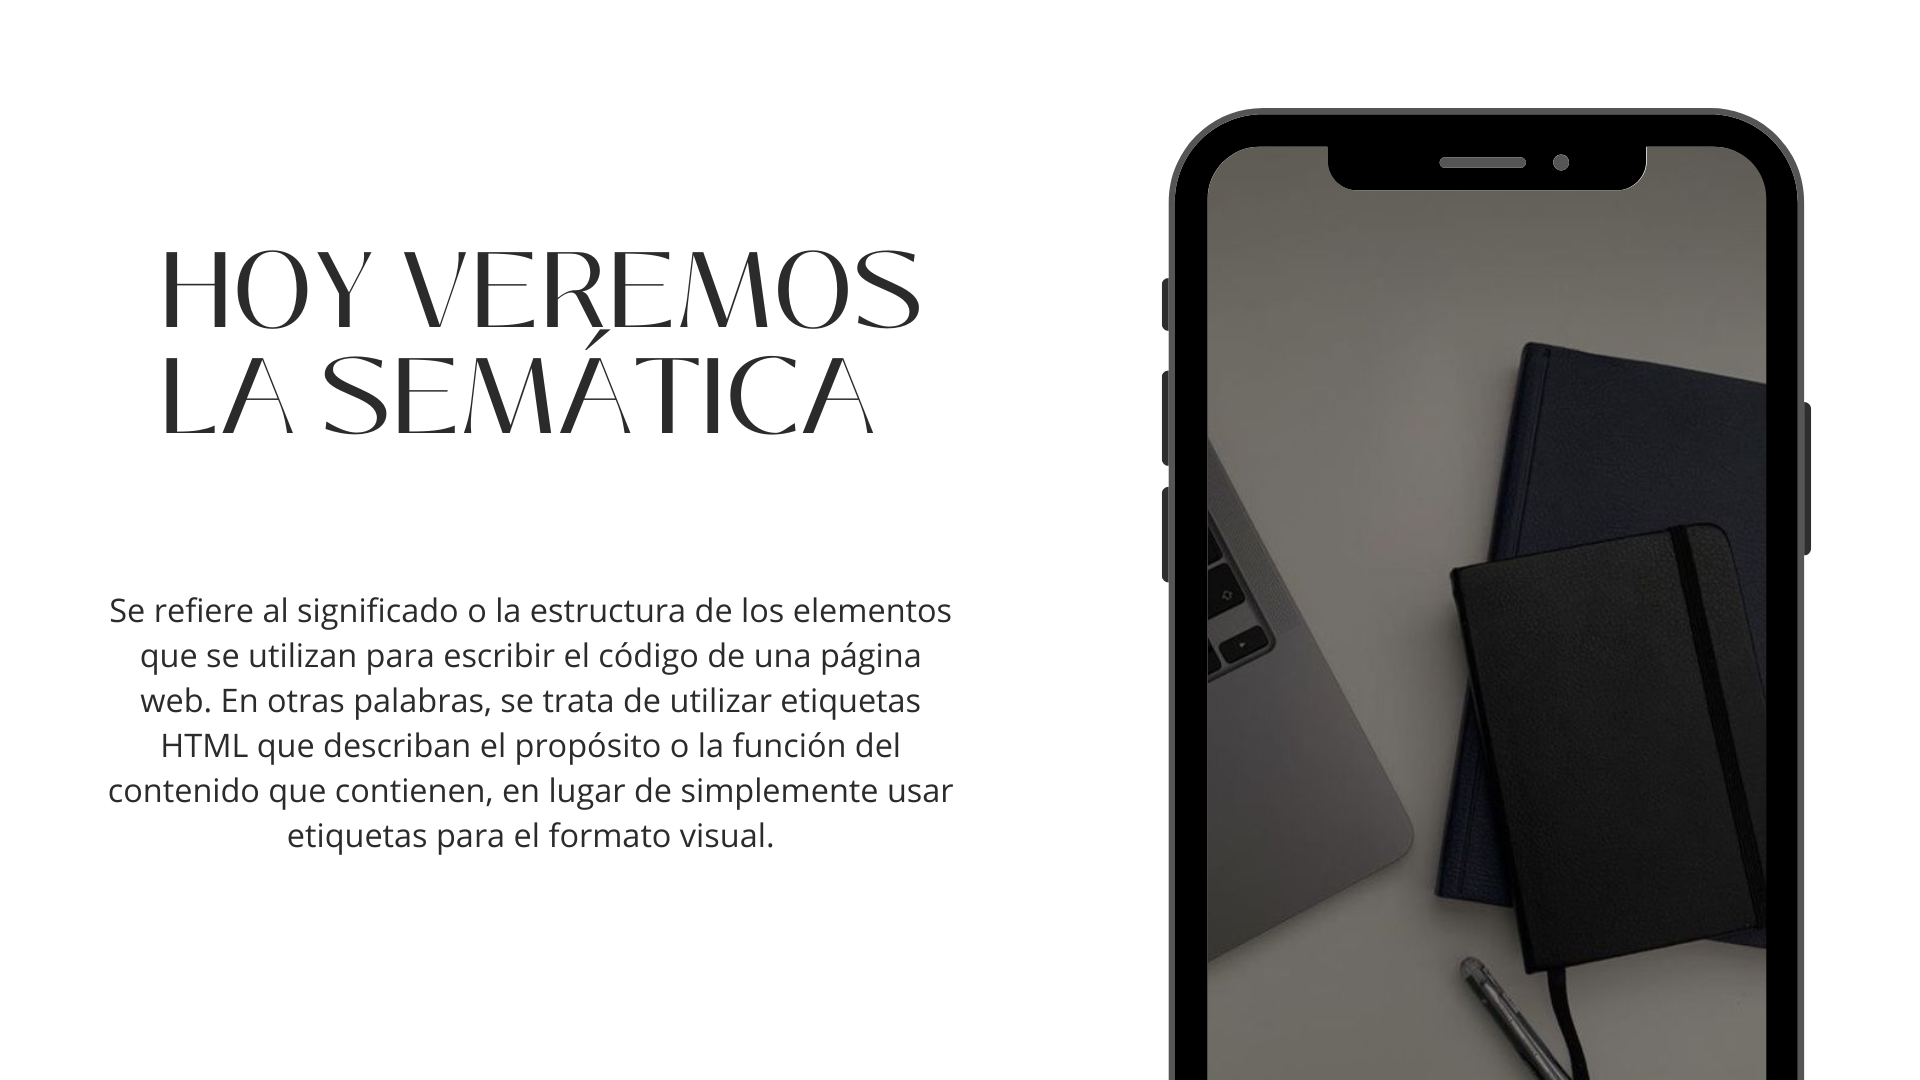 HOY VEREMOS
LA SEMÁTICA
Se refiere al significado o la estructura de los elementos
que se utilizan para escribir el código de una página
web. En otras palabras, se trata de utilizar etiquetas
HTML que describan el propósito o la función del
contenido que contienen, en lugar de simplemente usar
etiquetas para el formato visual.